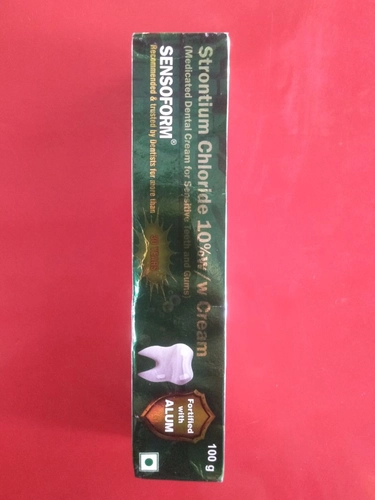 Strontium Chloride 10%w/w Cream
(Medicated Dental Cream for Sensitive Teeth and Gums)
SENSOFORM®
Recommended & trusted by Dentists for more than
Fortified
with
ALUM
100 g